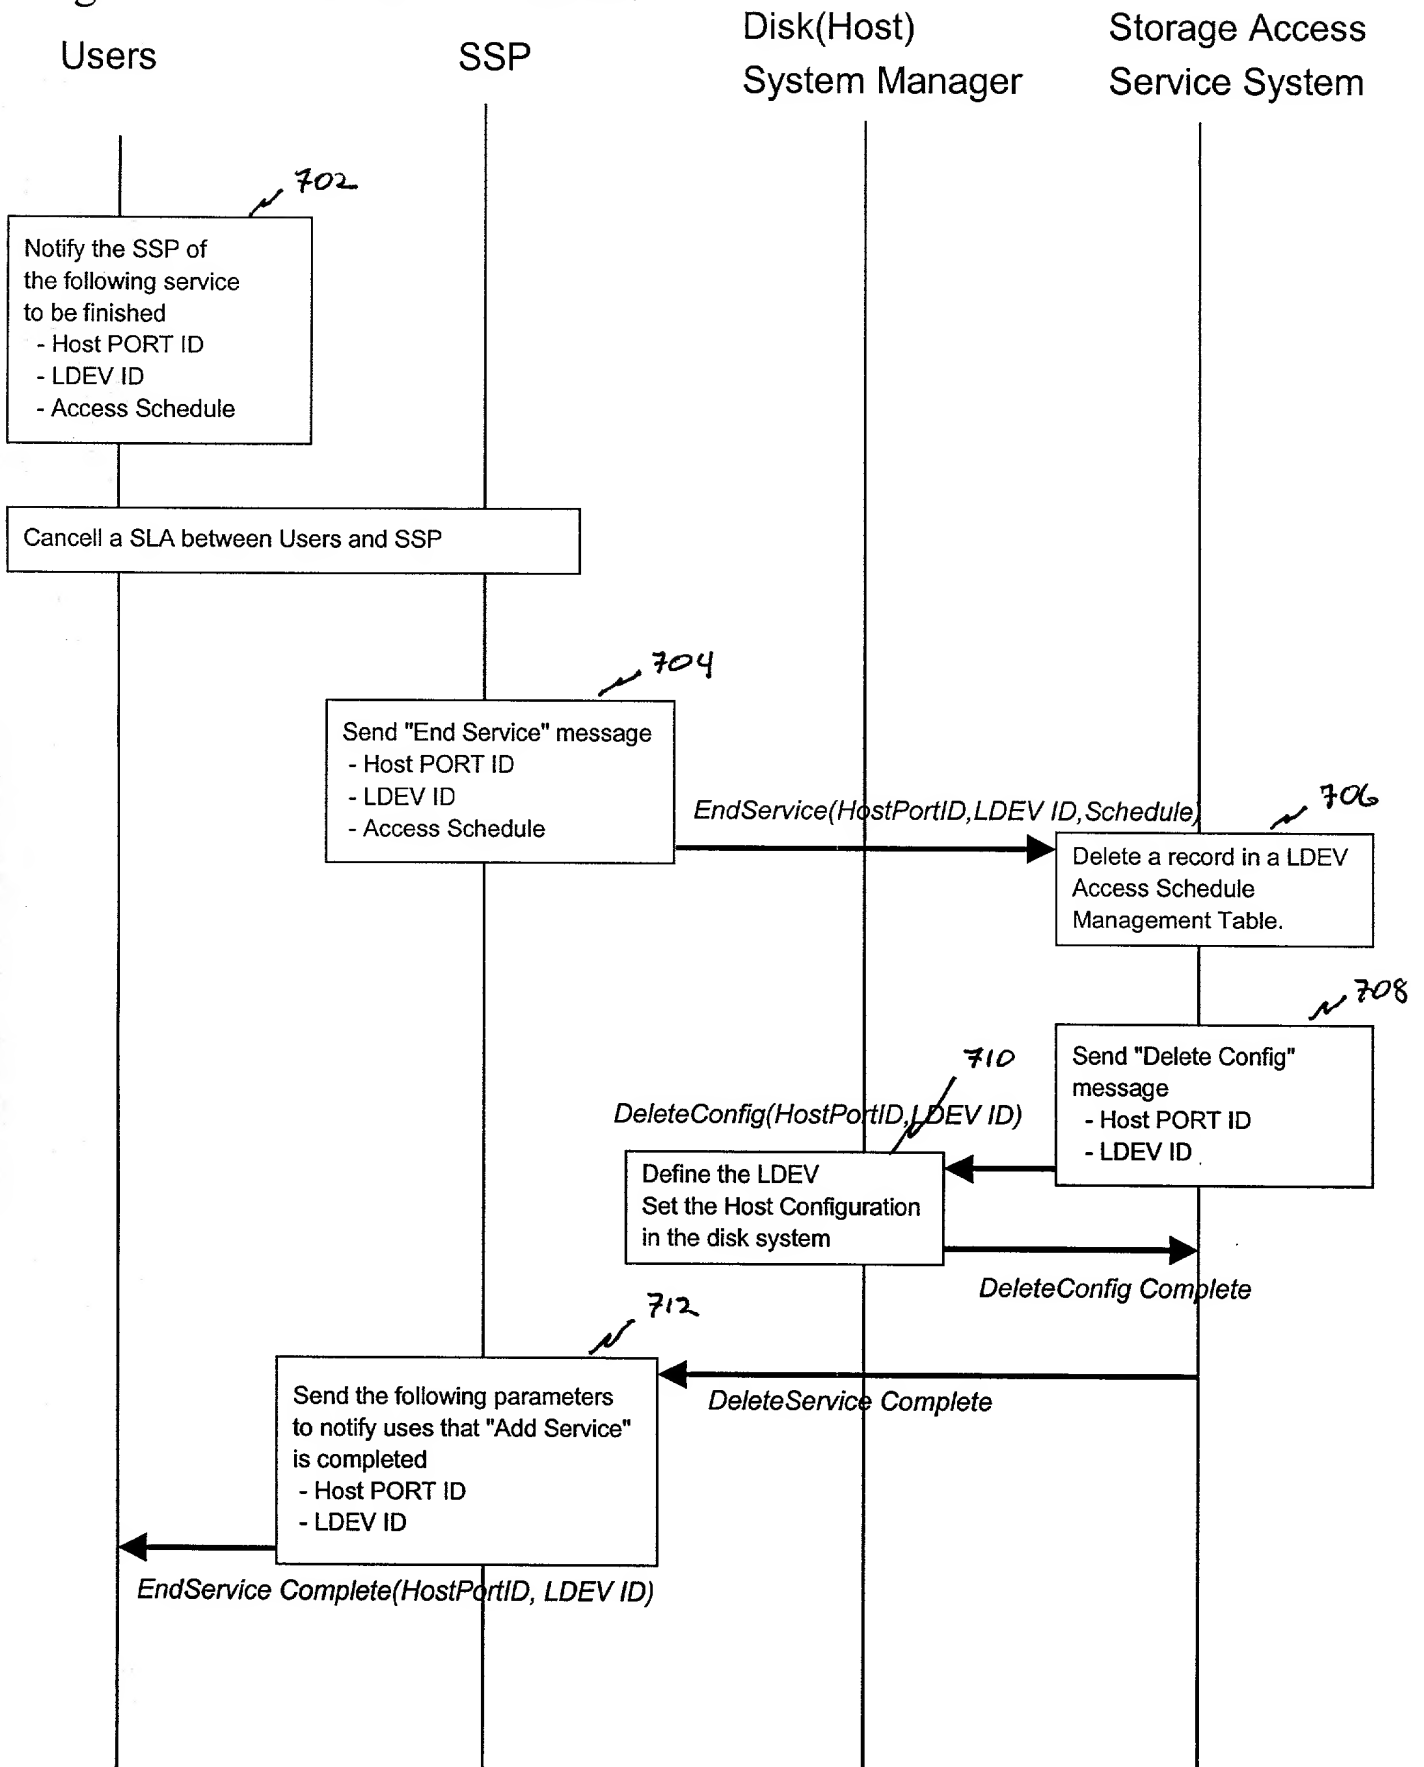 Users
SSP
Disk(Host)
System Manager
Storage Access
Service System
702
Notify the SSP of
the following service
to be finished
- Host PORT ID
- LDEV ID
- Access Schedule
Cancell a SLA between Users and SSP
704
Send "End Service" message
- Host PORT ID
- LDEV ID
- Access Schedule
EndService(HostPortID,LDEV ID,Schedule)
706
Delete a record in a LDEV
Access Schedule
Management Table.
708
Send "Delete Config"
message
- Host PORT ID
- LDEV ID
710
DeleteConfig(HostPortID,LDEV ID)
Define the LDEV
Set the Host Configuration
in the disk system
DeleteConfig Complete
712
DeleteService Complete
Send the following parameters
to notify uses that "Add Service"
is completed
- Host PORT ID
- LDEV ID
EndService Complete(HostPortID, LDEV ID)